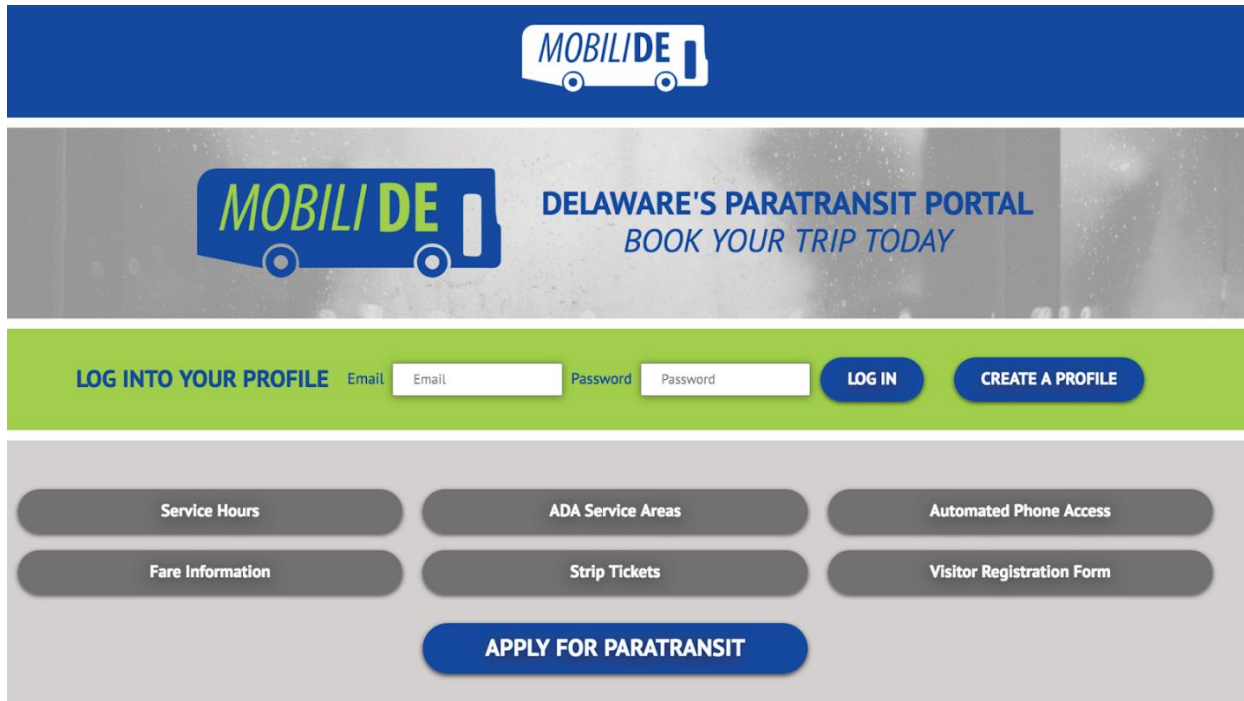 MOBILIDE
MOBILI DE
DELAWARE'S PARATRANSIT PORTAL
BOOK YOUR TRIP TODAY
LOG INTO YOUR PROFILE Email Email Password Password LOG IN CREATE A PROFILE
Service Hours ADA Service Areas Automated Phone Access
Fare Information Strip Tickets Visitor Registration Form
APPLY FOR PARATRANSIT